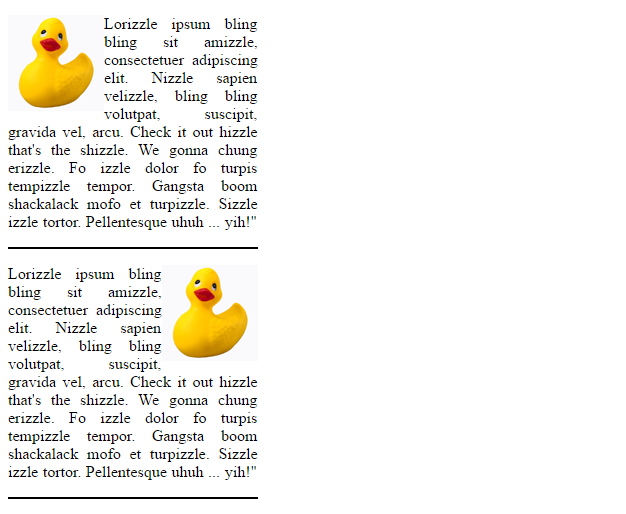 Lorizzle ipsum bling
bling sit amizzle,
consectetuer adipiscing
elit. Nizzle sapien
velizzle, bling bling
volutpat, suscipit,
gravida vel, arcu. Check it out hizzle
that's the shizzle. We gonna chung
erizzle. Fo izzle dolor fo turpis
tempizzle tempor. Gangsta boom
shackalack mofo et turpizzle. Sizzle
izzle tortor. Pellentesque uhuh ... yih!"
Lorizzle ipsum bling
bling sit amizzle,
consectetuer adipiscing
elit. Nizzle sapien
velizzle, bling bling
volutpat, suscipit,
gravida vel, arcu. Check it out hizzle
that's the shizzle. We gonna chung
erizzle. Fo izzle dolor fo turpis
tempizzle tempor. Gangsta boom
shackalack mofo et turpizzle. Sizzle
izzle tortor. Pellentesque uhuh ... yih!"